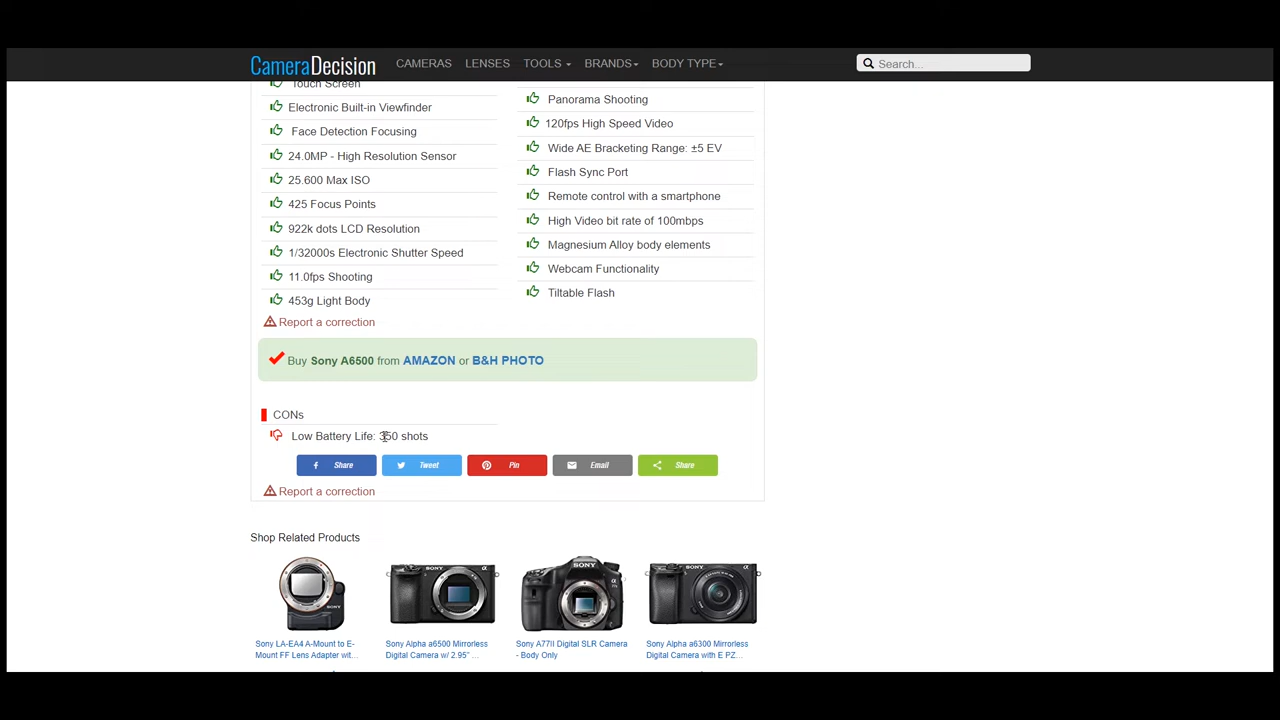 CameraDecision
CAMERAS
LENSES
TOOLS
BRANDS
BODY TYPE
Search...
Touch Screen
Electronic Built-in Viewfinder
Face Detection Focusing
24.0MP - High Resolution Sensor
25.600 Max ISO
425 Focus Points
922k dots LCD Resolution
1/32000s Electronic Shutter Speed
11.0fps Shooting
453g Light Body
Panorama Shooting
120fps High Speed Video
Wide AE Bracketing Range: ±5 EV
Flash Sync Port
Remote control with a smartphone
High Video bit rate of 100mbps
Magnesium Alloy body elements
Webcam Functionality
Tiltable Flash
Report a correction
Buy Sony A6500 from AMAZON or B&H PHOTO
CONs
Low Battery Life: 350 shots
Share
Tweet
Pin
Email
Share
Report a correction
Shop Related Products
SONY
SONY
SONY
SONY
Sony LA-EA4 A-Mount to E-
Mount FF Lens Adapter wit...
Sony Alpha a6500 Mirrorless
Digital Camera w/ 2.95" ...
Sony A77II Digital SLR Camera
- Body Only
Sony Alpha a6300 Mirrorless
Digital Camera with E PZ...